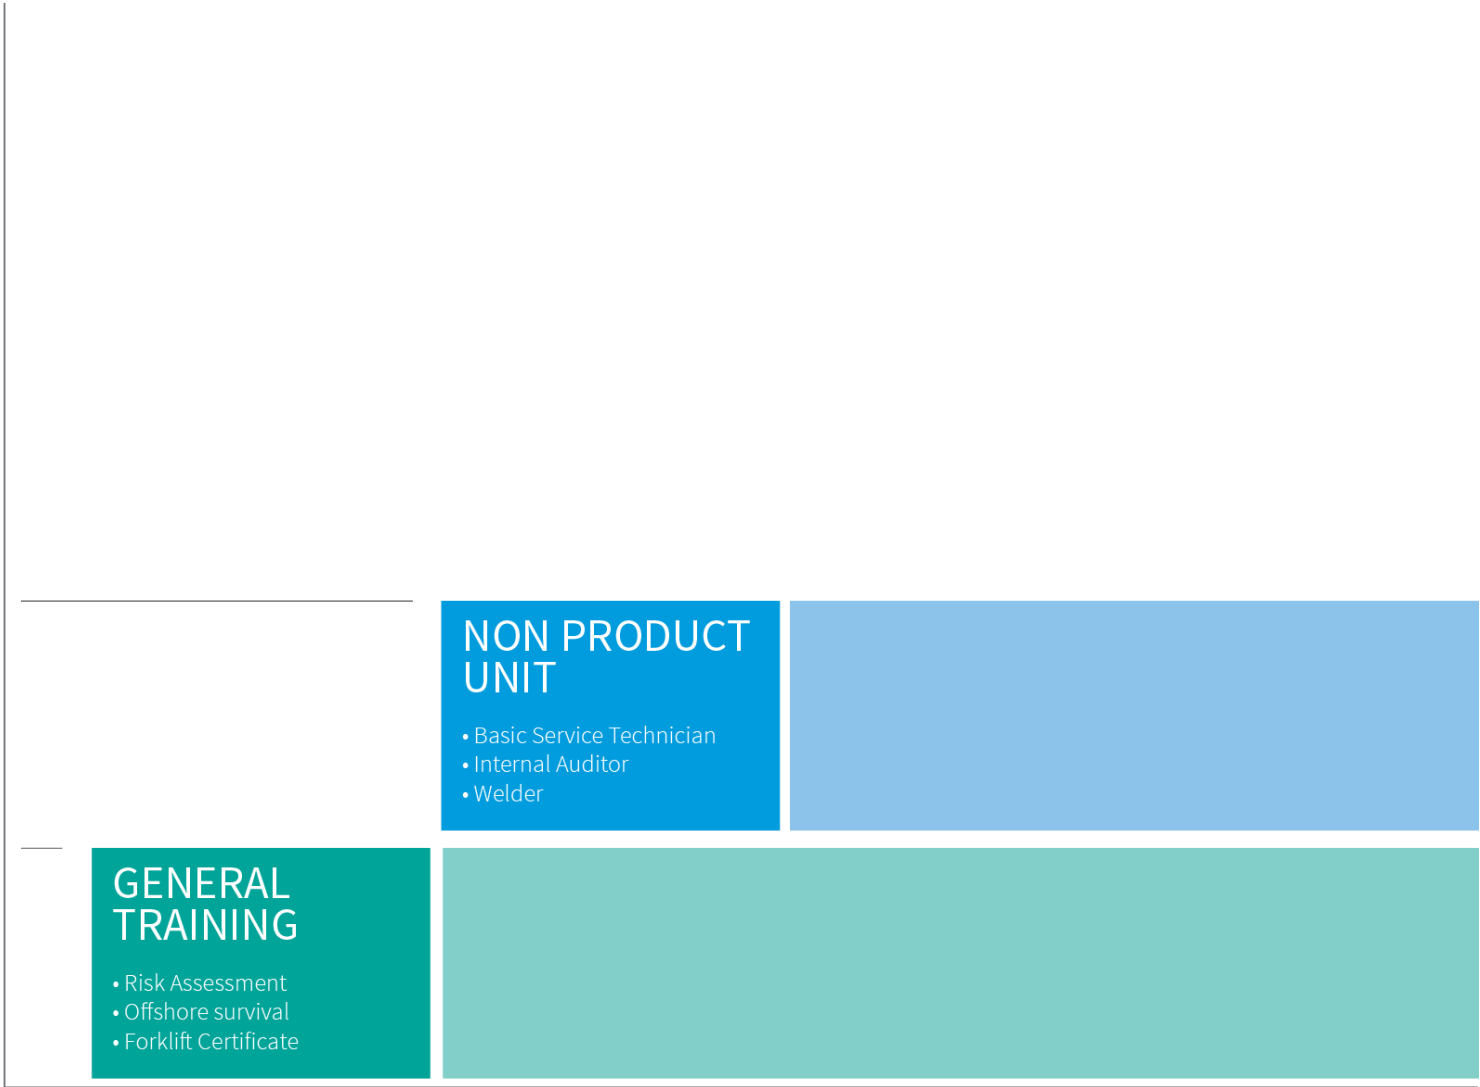 NON PRODUCT
UNIT
• Basic Service Technician
• Internal Auditor
• Welder
GENERAL
TRAINING
• Risk Assessment
• Offshore survival
• Forklift Certificate